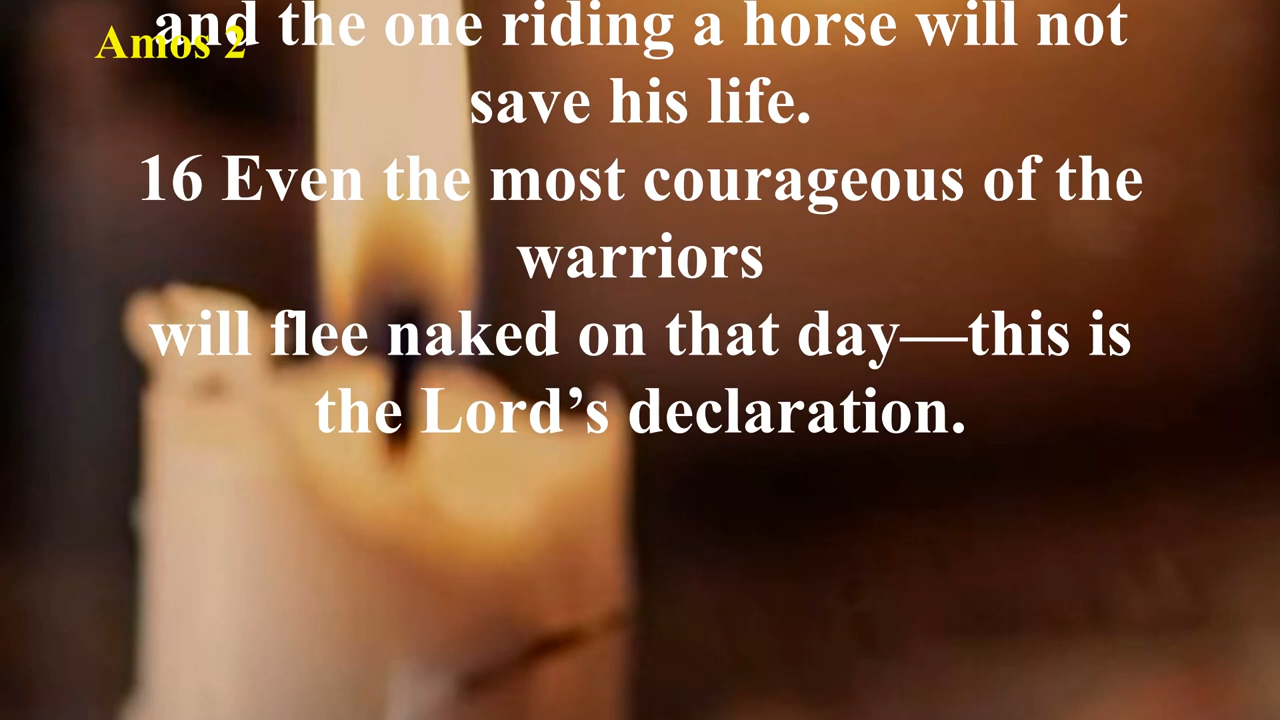 Amos 2
and the one riding a horse will not
save his life.
16 Even the most courageous of the
warriors
will flee naked on that day—this is
the Lord’s declaration.